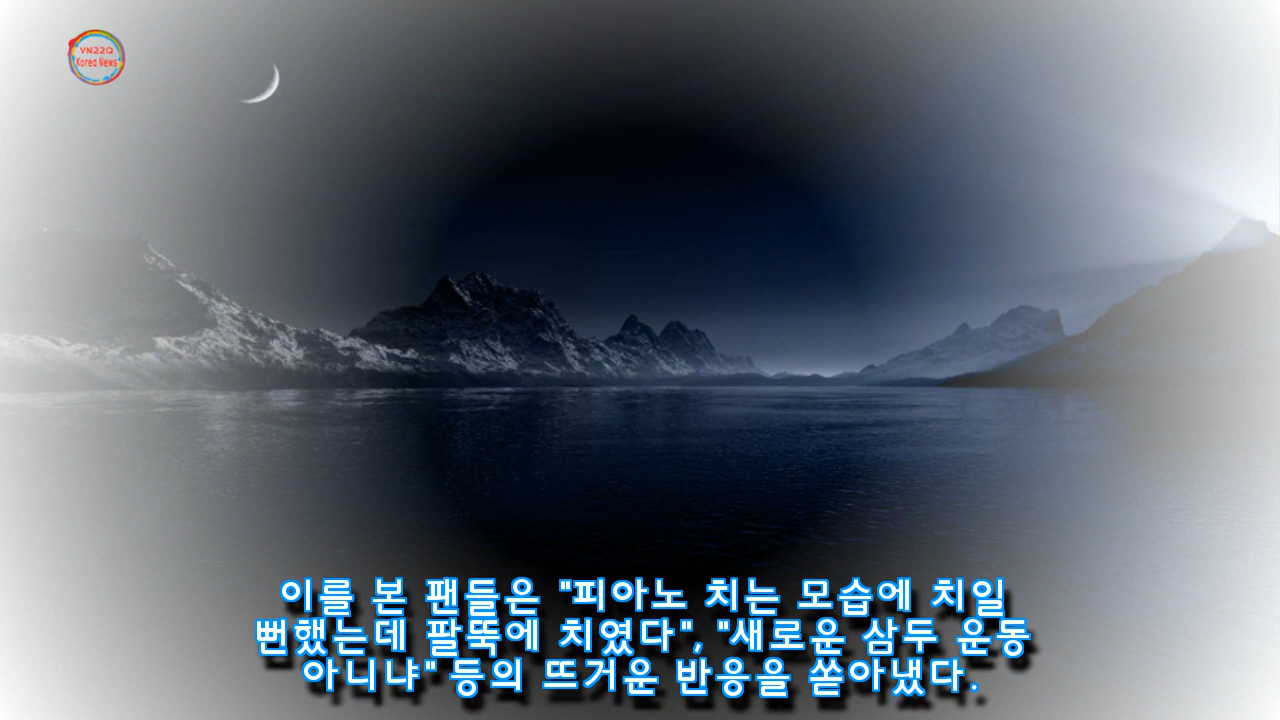 VN22Q
Korea News
이를 본 팬들은 "피아노 치는 모습에 치일
뻔했는데 팔뚝에 치였다", "새로운 삼두 운동
아니냐" 등의 뜨거운 반응을 쏟아냈다.